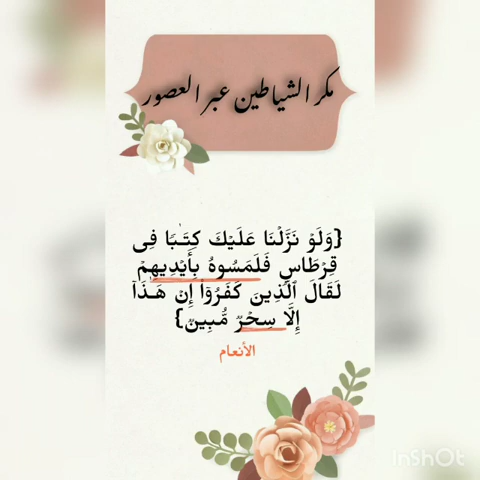 مكر الشياطين عبر العصور
{وَلَوۡ نَزَّلۡنَا عَلَيۡكَ كِتَٰبٗا فِي
قِرۡطَاسٖ فَلَمَسُوهُ بِأَيۡدِيهِمۡ
لَقَالَ ٱلَّذِينَ كَفَرُوٓاْ إِنۡ هَٰذَآ
إِلَّا سِحۡرٞ مُّبِينٞ}
الأنعام
InShOt